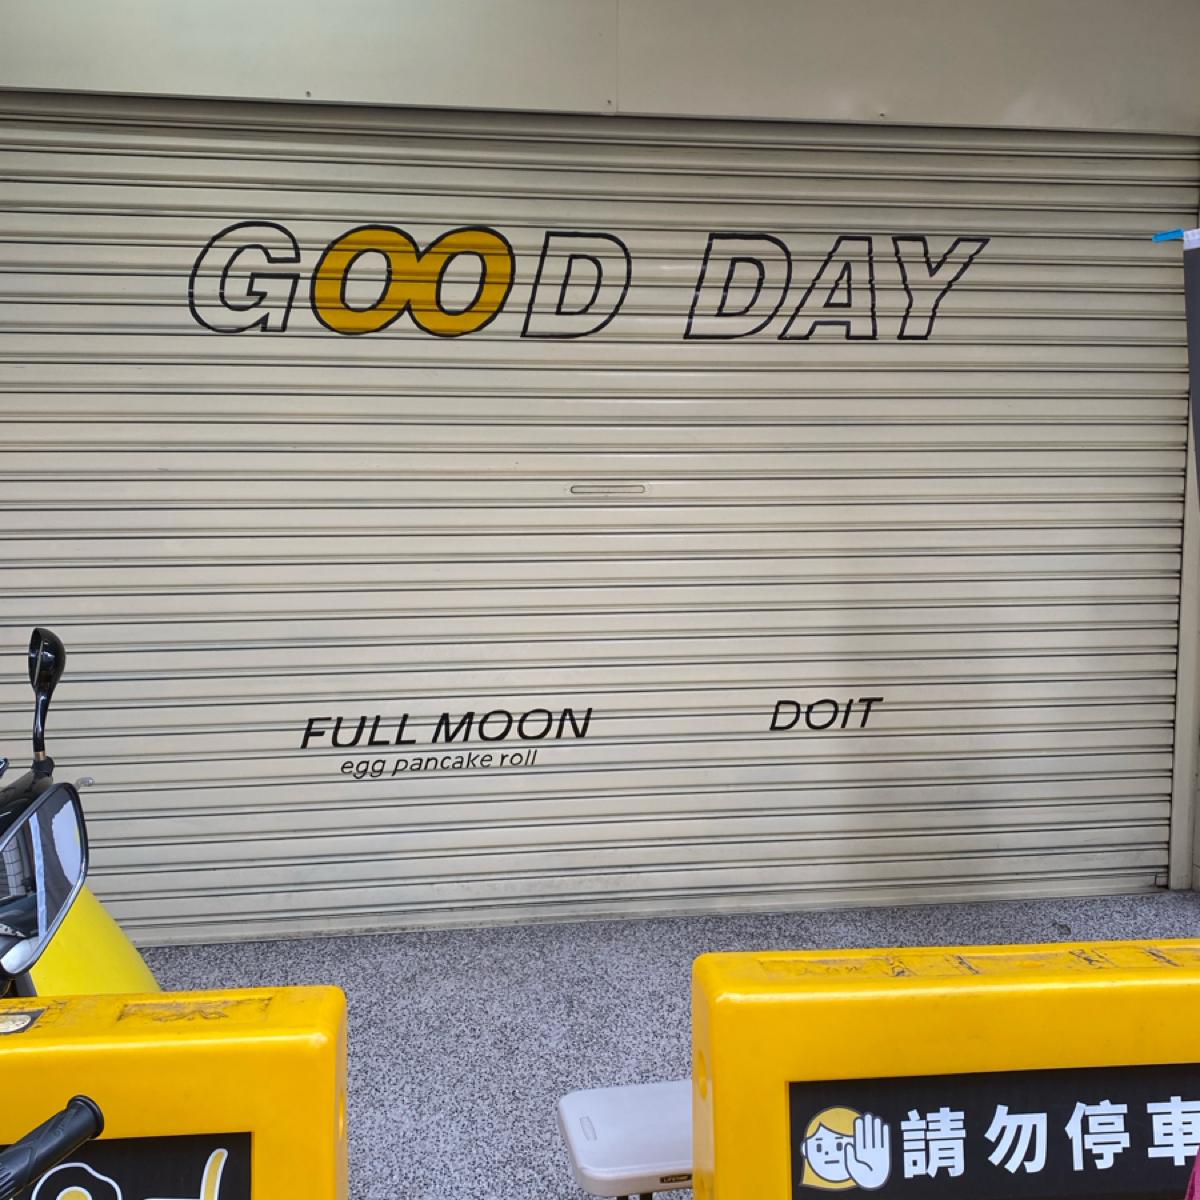 GOOD DAY
FULL MOON
egg pancake roll
DOIT
請勿停車